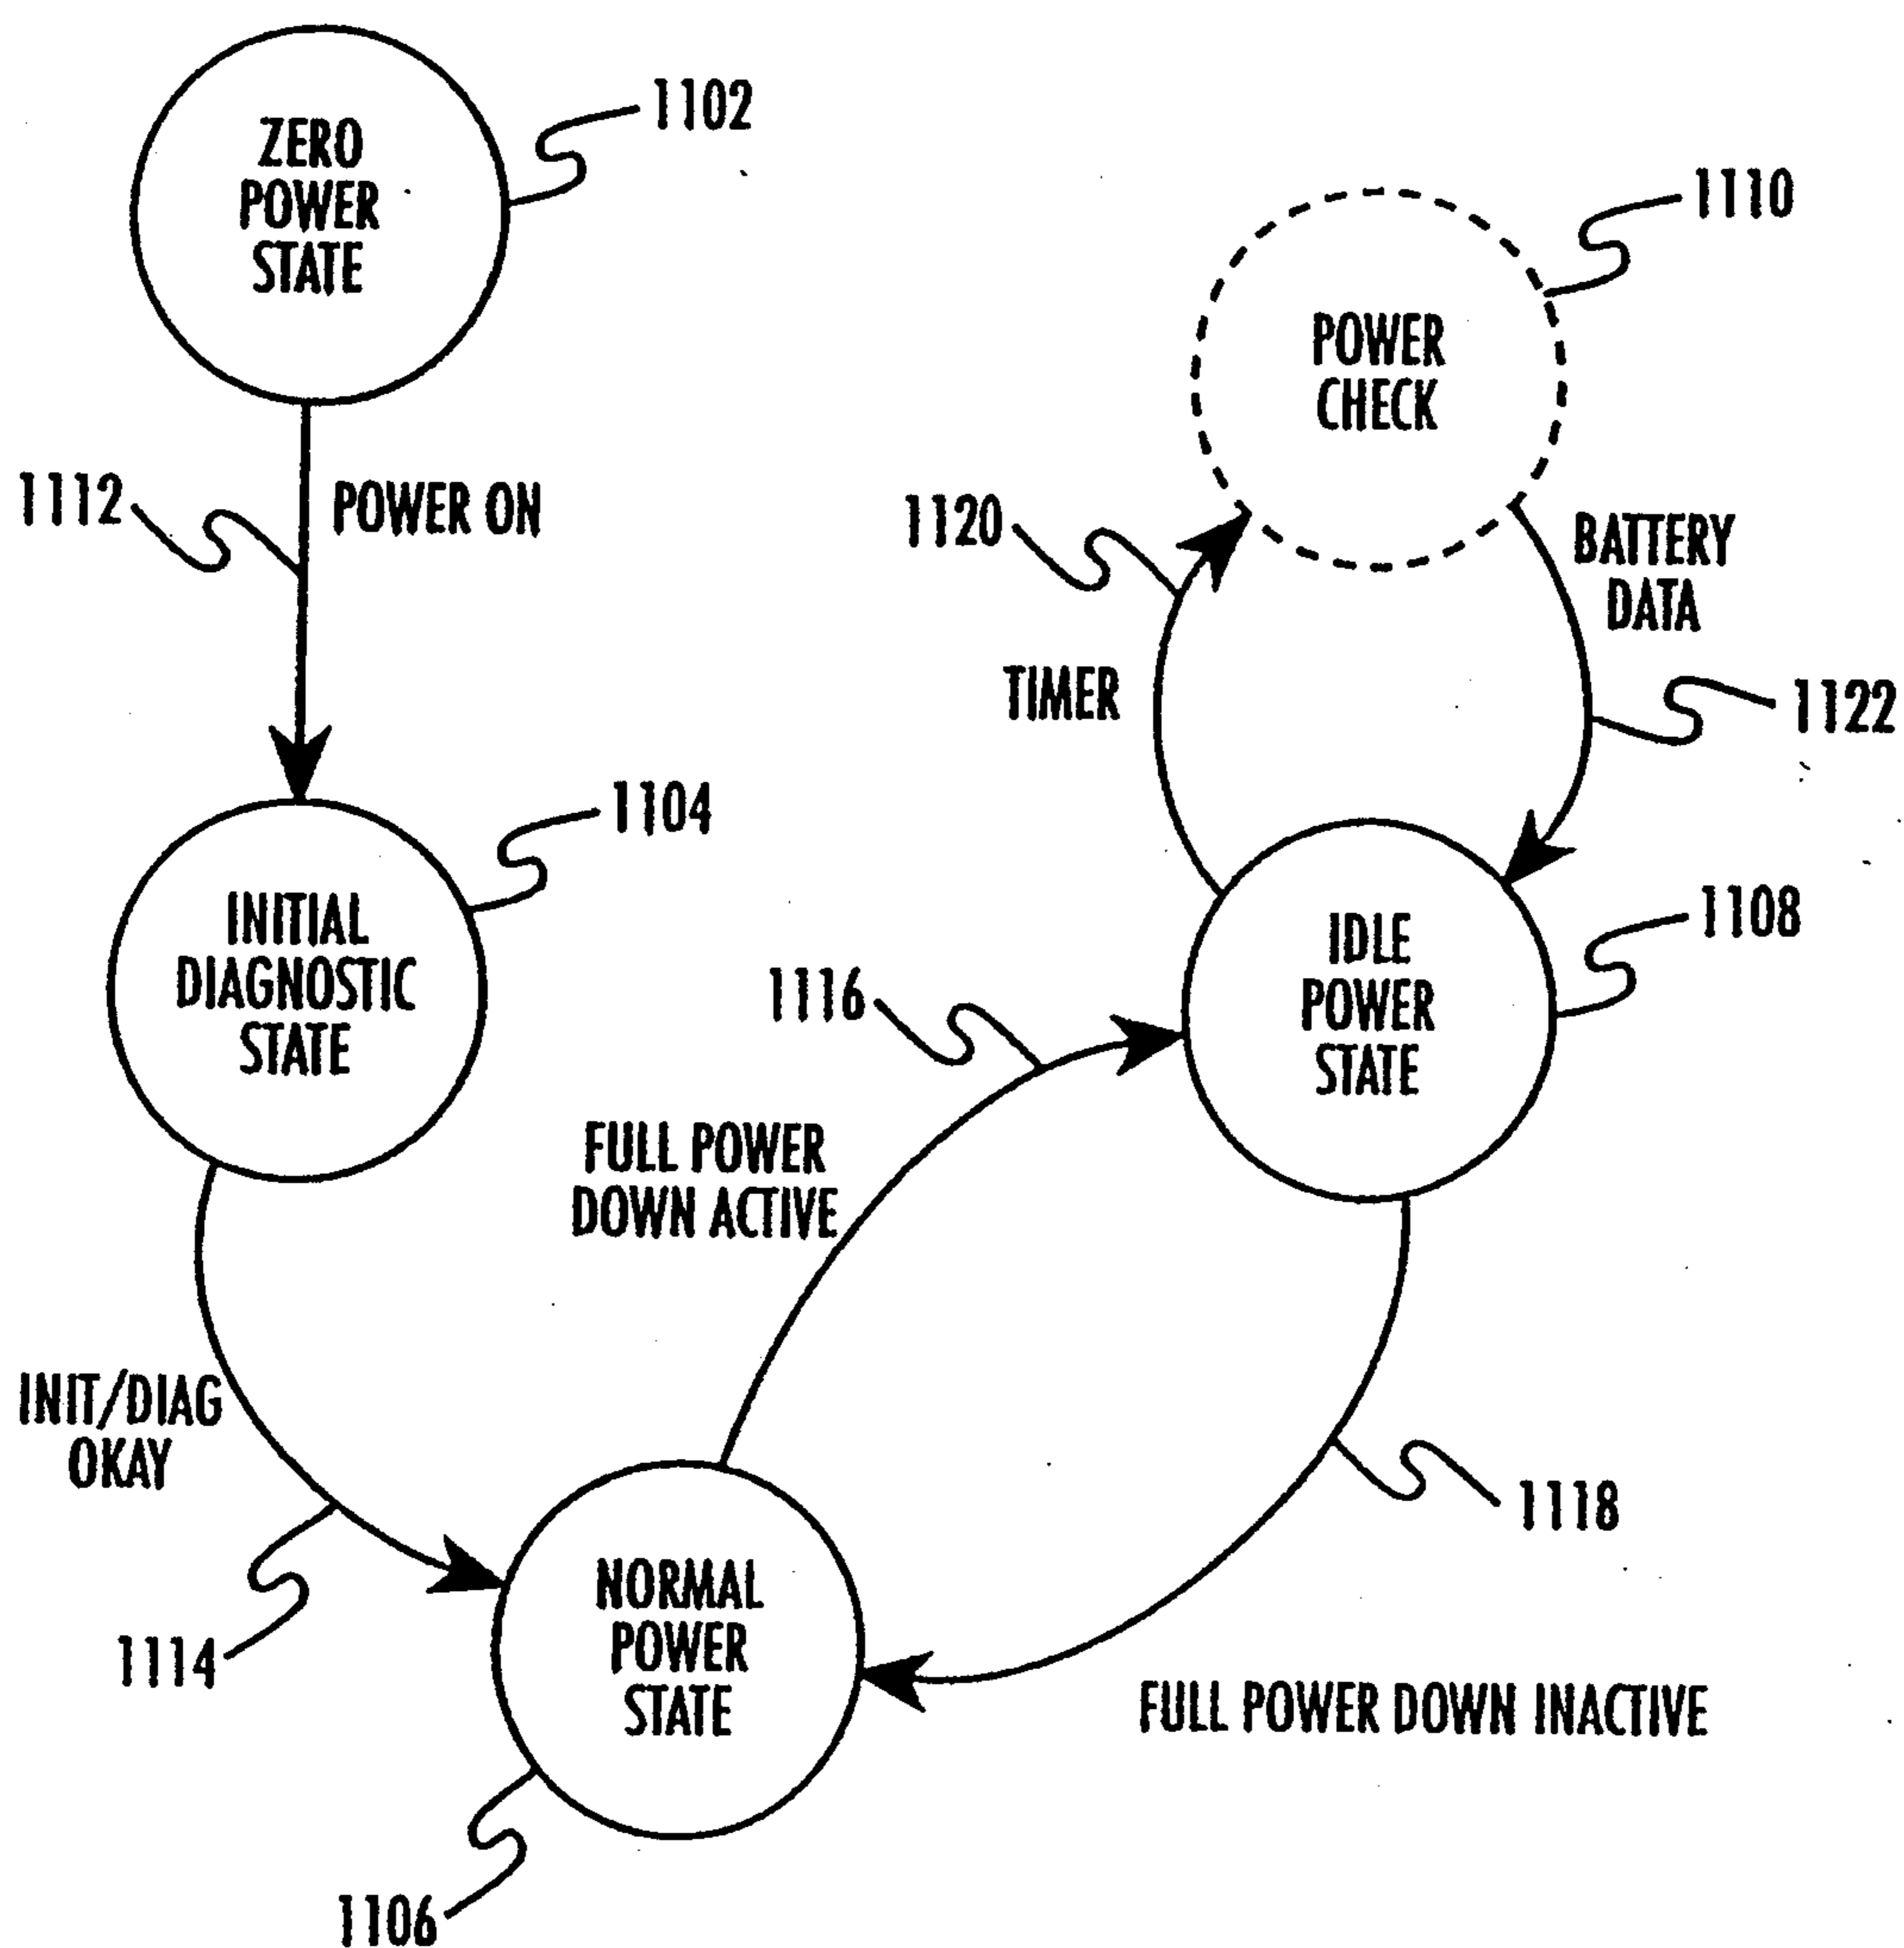 1102
ZERO
POWER
STATE
1110
POWER
CHECK
1112
POWER ON
1120
BATTERY
DATA
TIMER
1122
1104
INITIAL
DIAGNOSTIC
STATE
1108
IDLE
POWER
STATE
1116
FULL POWER
DOWN ACTIVE
INIT/DIAG
OKAY
1118
NORMAL
POWER
STATE
1114
FULL POWER DOWN INACTIVE
1106